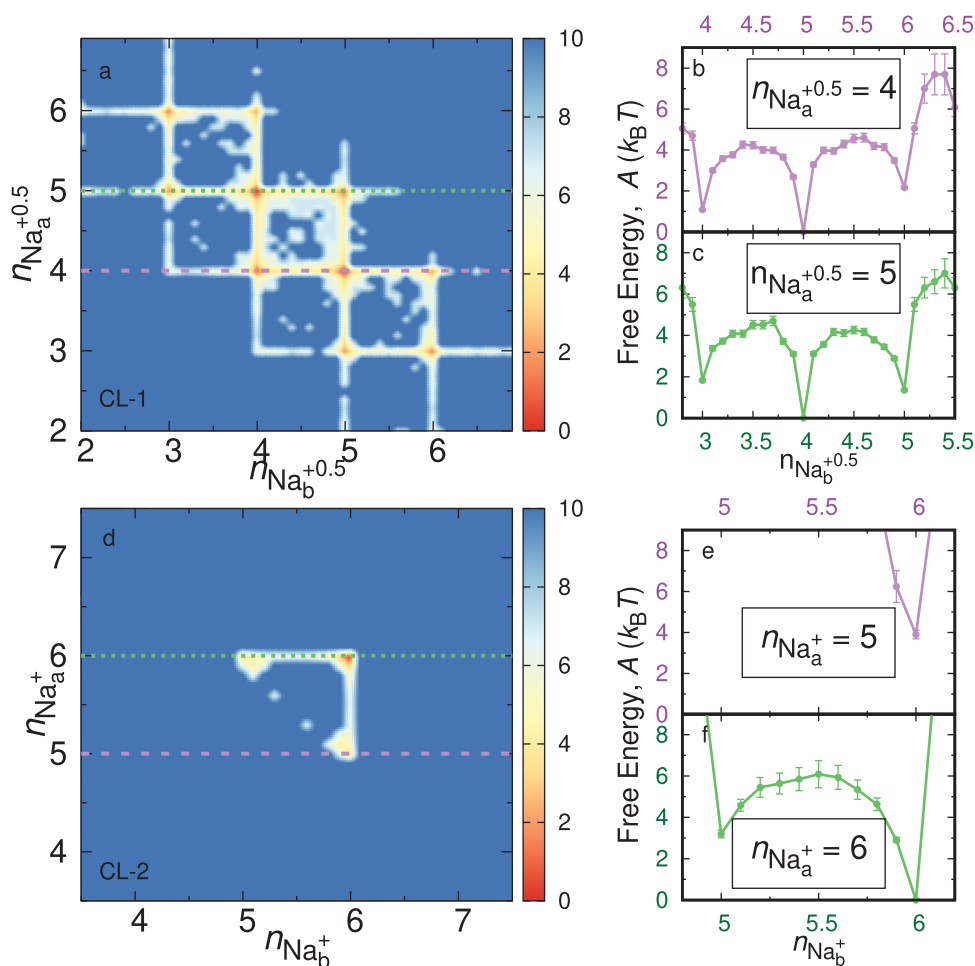 a
6
5
4
3
2
n_{Na_a^{+0.5}}
CL-1
2 3 4 5 6
n_{Na_b^{+0.5}}
10
8
6
4
2
0
4 4.5 5 5.5 6 6.5
b
n_{Na_a^{+0.5}} = 4
8
6
4
2
0
c
n_{Na_a^{+0.5}} = 5
8
6
4
2
0
Free Energy, A (k_BT)
3 3.5 4 4.5 5 5.5
n_{Na_b^{+0.5}}
d
7
6
5
4
n_{Na_a^+}
CL-2
4 5 6 7
n_{Na_b^+}
10
8
6
4
2
0
5 5.5 6
e
n_{Na_a^+} = 5
8
6
4
2
0
f
n_{Na_a^+} = 6
8
6
4
2
0
Free Energy, A (k_BT)
5 5.5 6
n_{Na_b^+}